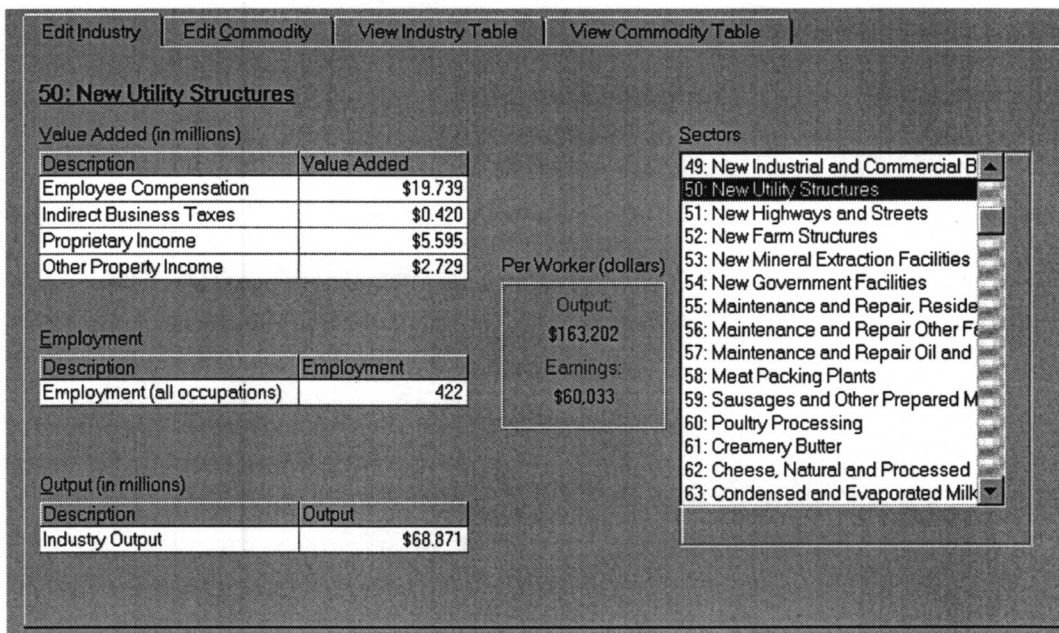 Edit Industry Edit Commodity View Industry Table View Commodity Table
50: New Utility Structures
Value Added (in millions)
Description Value Added
Employee Compensation $19.739
Indirect Business Taxes $0.420
Proprietary Income $5.595
Other Property Income $2.729
Employment
Description Employment
Employment (all occupations) 422
Output (in millions)
Description Output
Industry Output $68.871
Per Worker (dollars)
Output:
$163,202
Earnings:
$60,033
Sectors
49: New Industrial and Commercial B
50: New Utility Structures
51: New Highways and Streets
52: New Farm Structures
53: New Mineral Extraction Facilities
54: New Government Facilities
55: Maintenance and Repair, Reside
56: Maintenance and Repair Other Fa
57: Maintenance and Repair Oil and
58: Meat Packing Plants
59: Sausages and Other Prepared M
60: Poultry Processing
61: Creamery Butter
62: Cheese, Natural and Processed
63: Condensed and Evaporated Milk